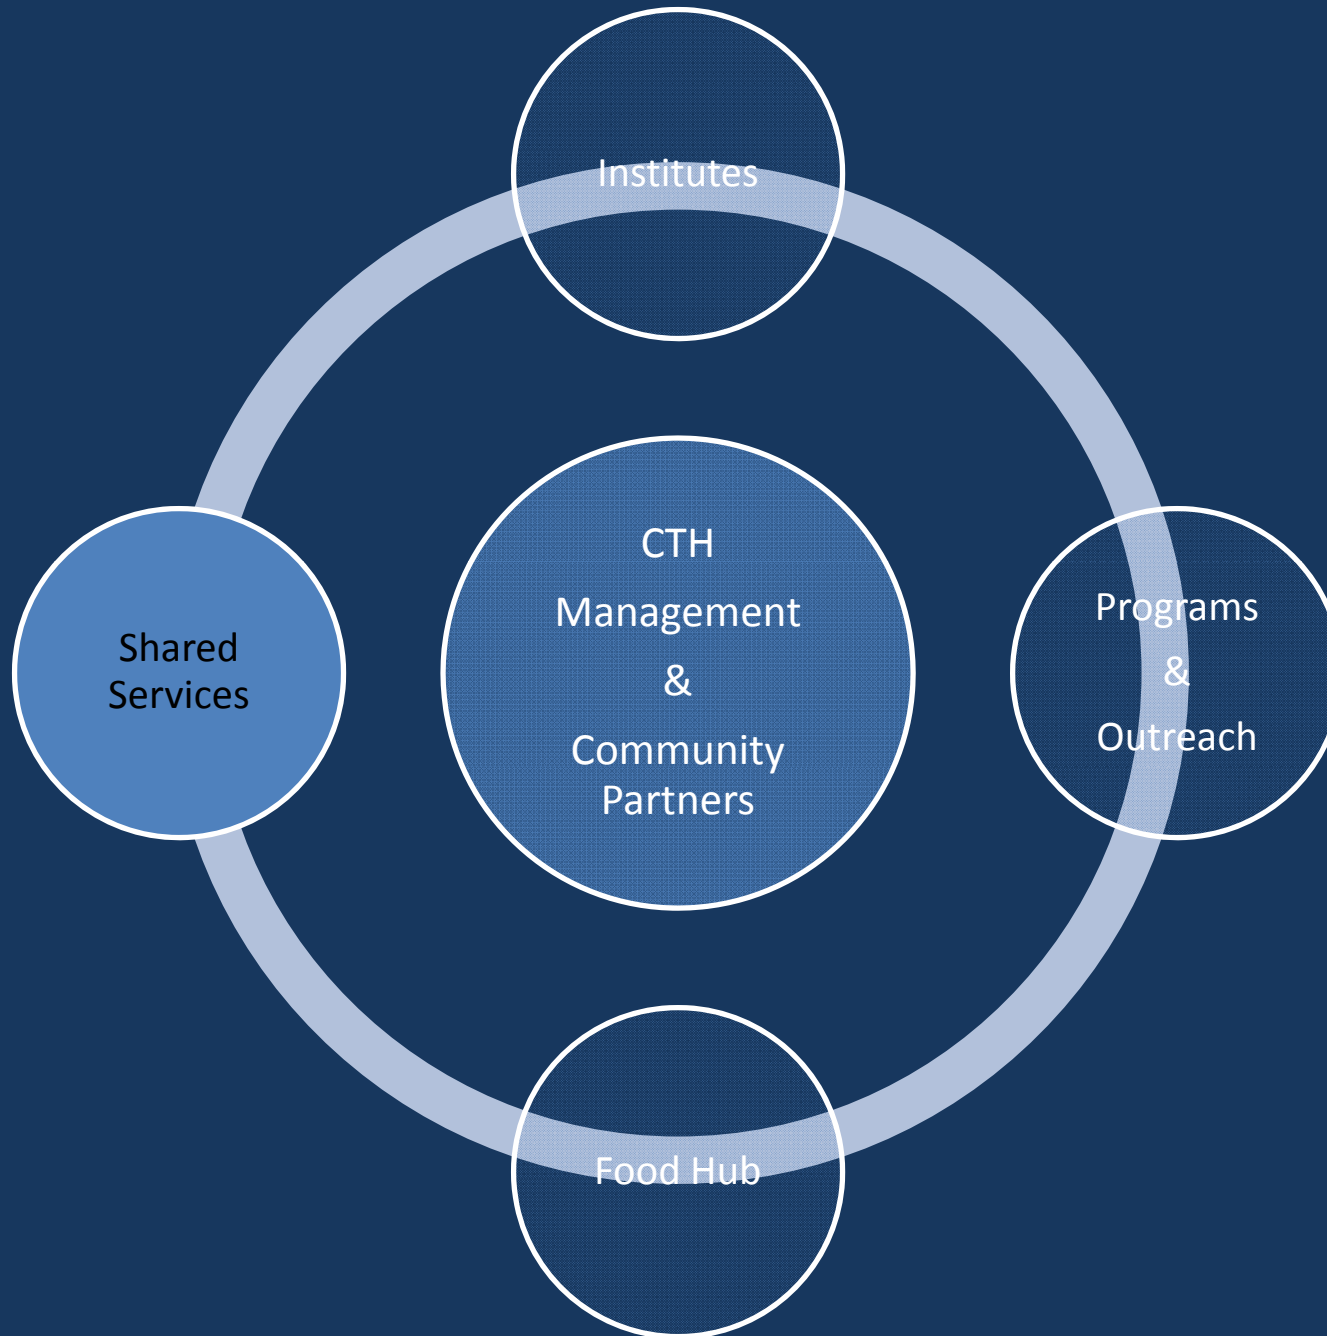 Institutes
CTH
Management
&
Community
Partners
Shared
Services
Programs
&
Outreach
Food Hub